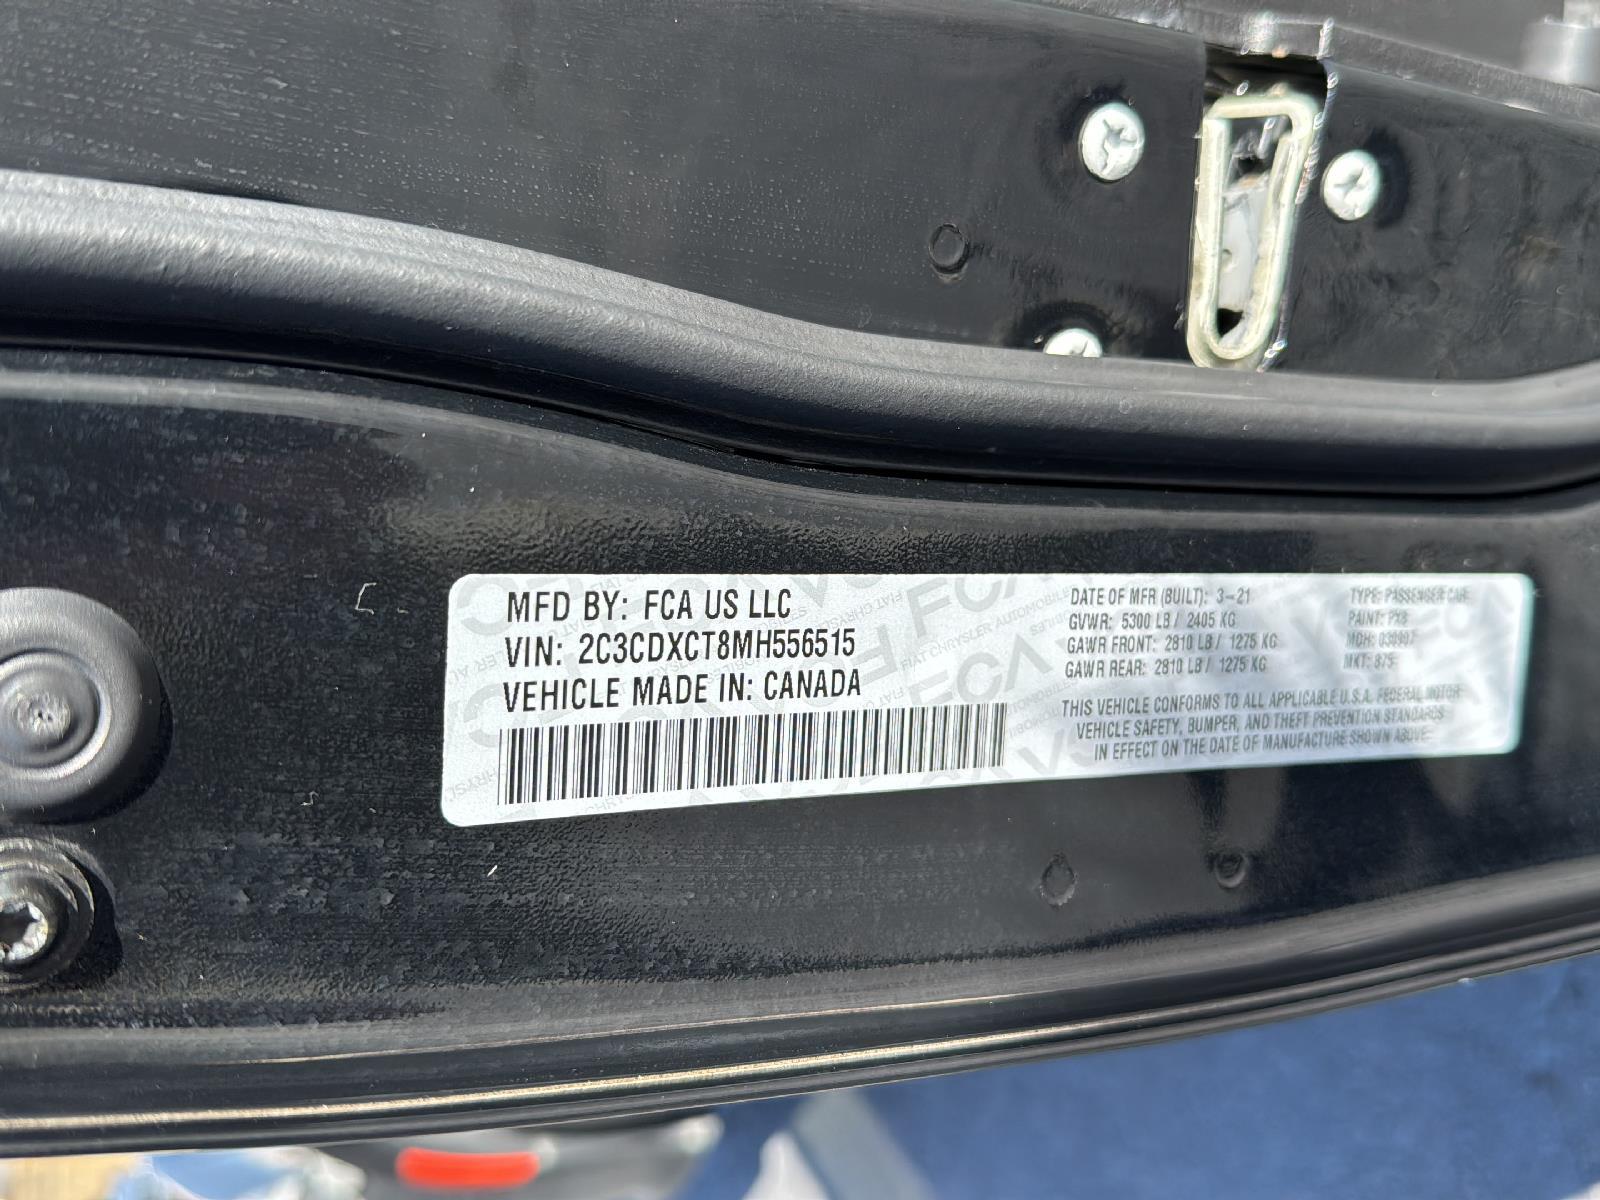 MFD BY: FCA US LLC
VIN: 2C3CDXCT8MH556515
VEHICLE MADE IN: CANADA
DATE OF MFR (BUILT): 3-21
GVWR: 5300 LB / 2405 KG
GAWR FRONT: 2810 LB / 1275 KG
GAWR REAR: 2810 LB / 1275 KG
TYPE: PASSENGER CAR
PAINT: PX8
MDH:
MKT:
THIS VEHICLE CONFORMS TO ALL APPLICABLE U.S.A. FEDERAL MOTOR
VEHICLE SAFETY, BUMPER, AND THEFT PREVENTION STANDARDS
IN EFFECT ON THE DATE OF MANUFACTURE SHOWN ABOVE.